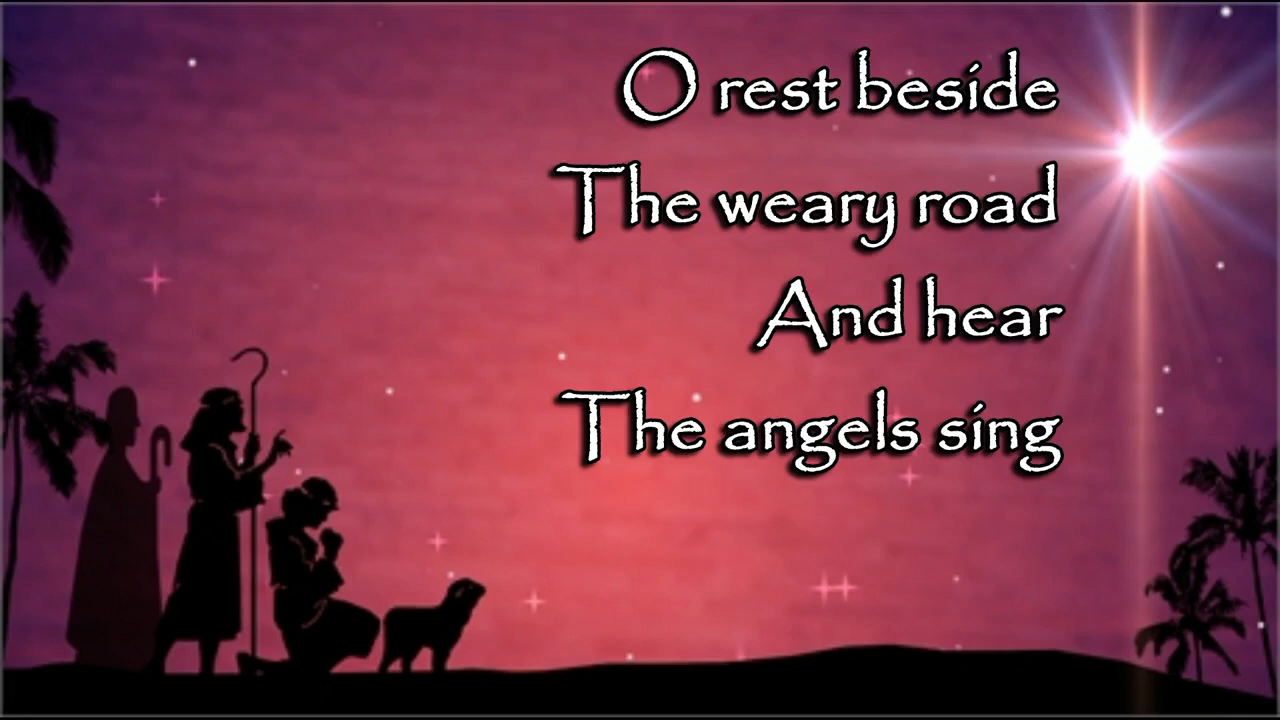 O rest beside
The weary road
And hear
The angels sing